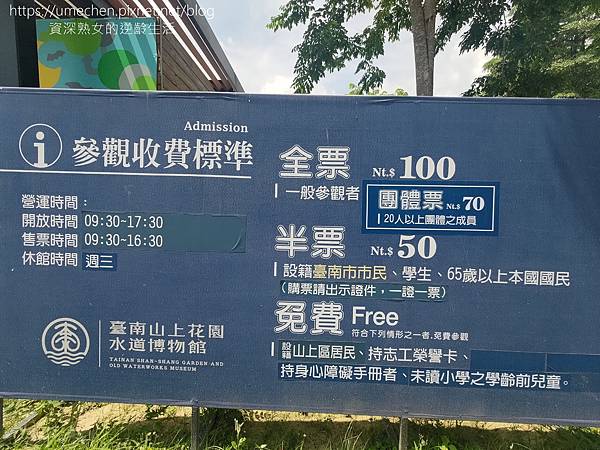 https://umechen.pixnet.net/blog
資深熟女的逆齡生活
Admission
參觀收費標準
營運時間：
開放時間 09:30~17:30
售票時間 09:30~16:30
休館時間 週三
臺南山上花園
水道博物館
TAINAN SHAN-SHANG GARDEN AND
OLD WATERWORKS MUSEUM
全票 Nt.$ 100
一般參觀者
團體票 Nt.$ 70
20人以上團體之成員
半票 Nt.$ 50
設籍臺南市市民、學生、65歲以上本國國民
（購票請出示證件，一證一票）
免費 Free
符合下列情形之一者，免費參觀
設籍山上區居民、持志工榮譽卡、
持身心障礙手冊者、未讀小學之學齡前兒童。